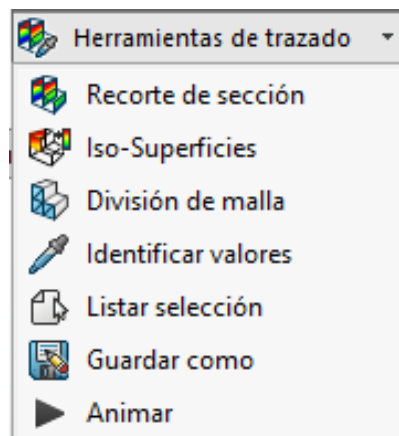 Herramientas de trazado
Recorte de sección
Iso-Superficies
División de malla
Identificar valores
Listar selección
Guardar como
Animar